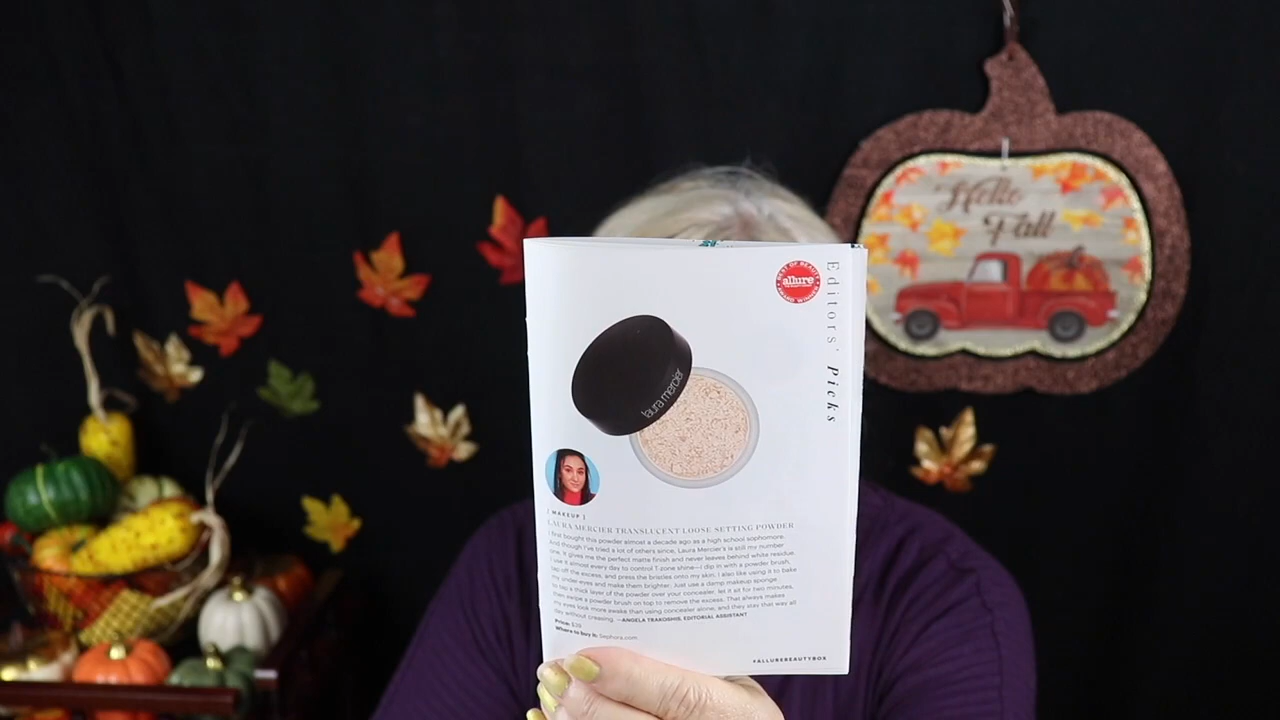 Hello
Fall
BEST OF BEAUTY
allure
AWARD WINNER
Editors' Picks
laura mercier
[ MAKEUP ]
LAURA MERCIER TRANSLUCENT LOOSE SETTING POWDER
I first bought this powder almost a decade ago as a high school sophomore.
And though I've tried a lot of others since, Laura Mercier's is still my number
one. It gives me the perfect matte finish and never leaves behind white residue.
I use it almost every day to control T-zone shine—I dip in with a powder brush,
tap off the excess, and press the bristles onto my skin. I also like using it to bake
my under-eyes and make them brighter. Just use a damp makeup sponge
to tap a thick layer of the powder over your concealer, let it sit for two minutes,
then swipe a powder brush on top to remove the excess. That always makes
my eyes look more awake than using concealer alone, and they stay that way all
day without creasing. —ANGELA TRAKOSHIS, EDITORIAL ASSISTANT
Price: $39
Where to buy it: Sephora.com
#ALLUREBEAUTYBOX